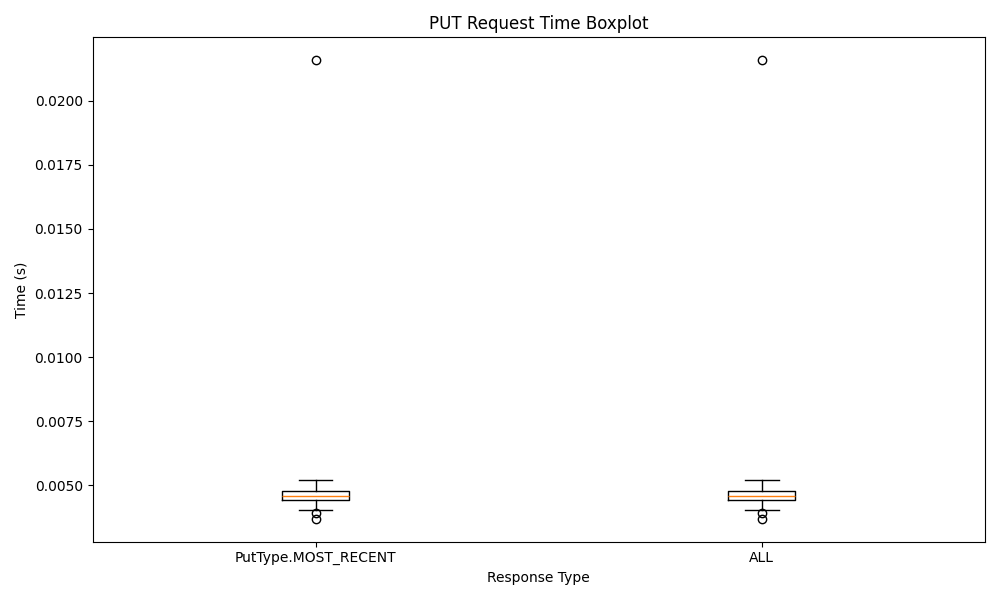 PUT Request Time Boxplot
0.0200
0.0175
0.0150
0.0125
0.0100
0.0075
0.0050
Time (s)
PutType.MOST_RECENT
ALL
Response Type